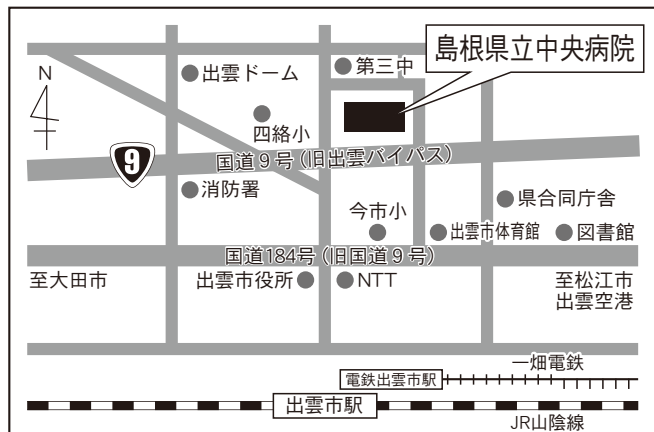 島根県立中央病院
N
出雲ドーム
第三中
四絡小
9
国道9号(旧出雲バイパス)
消防署
県合同庁舎
今市小
出雲市体育館
図書館
国道184号(旧国道9号)
至大田市
出雲市役所
NTT
至松江市
出雲空港
一畑電鉄
電鉄出雲市駅
出雲市駅
JR山陰線